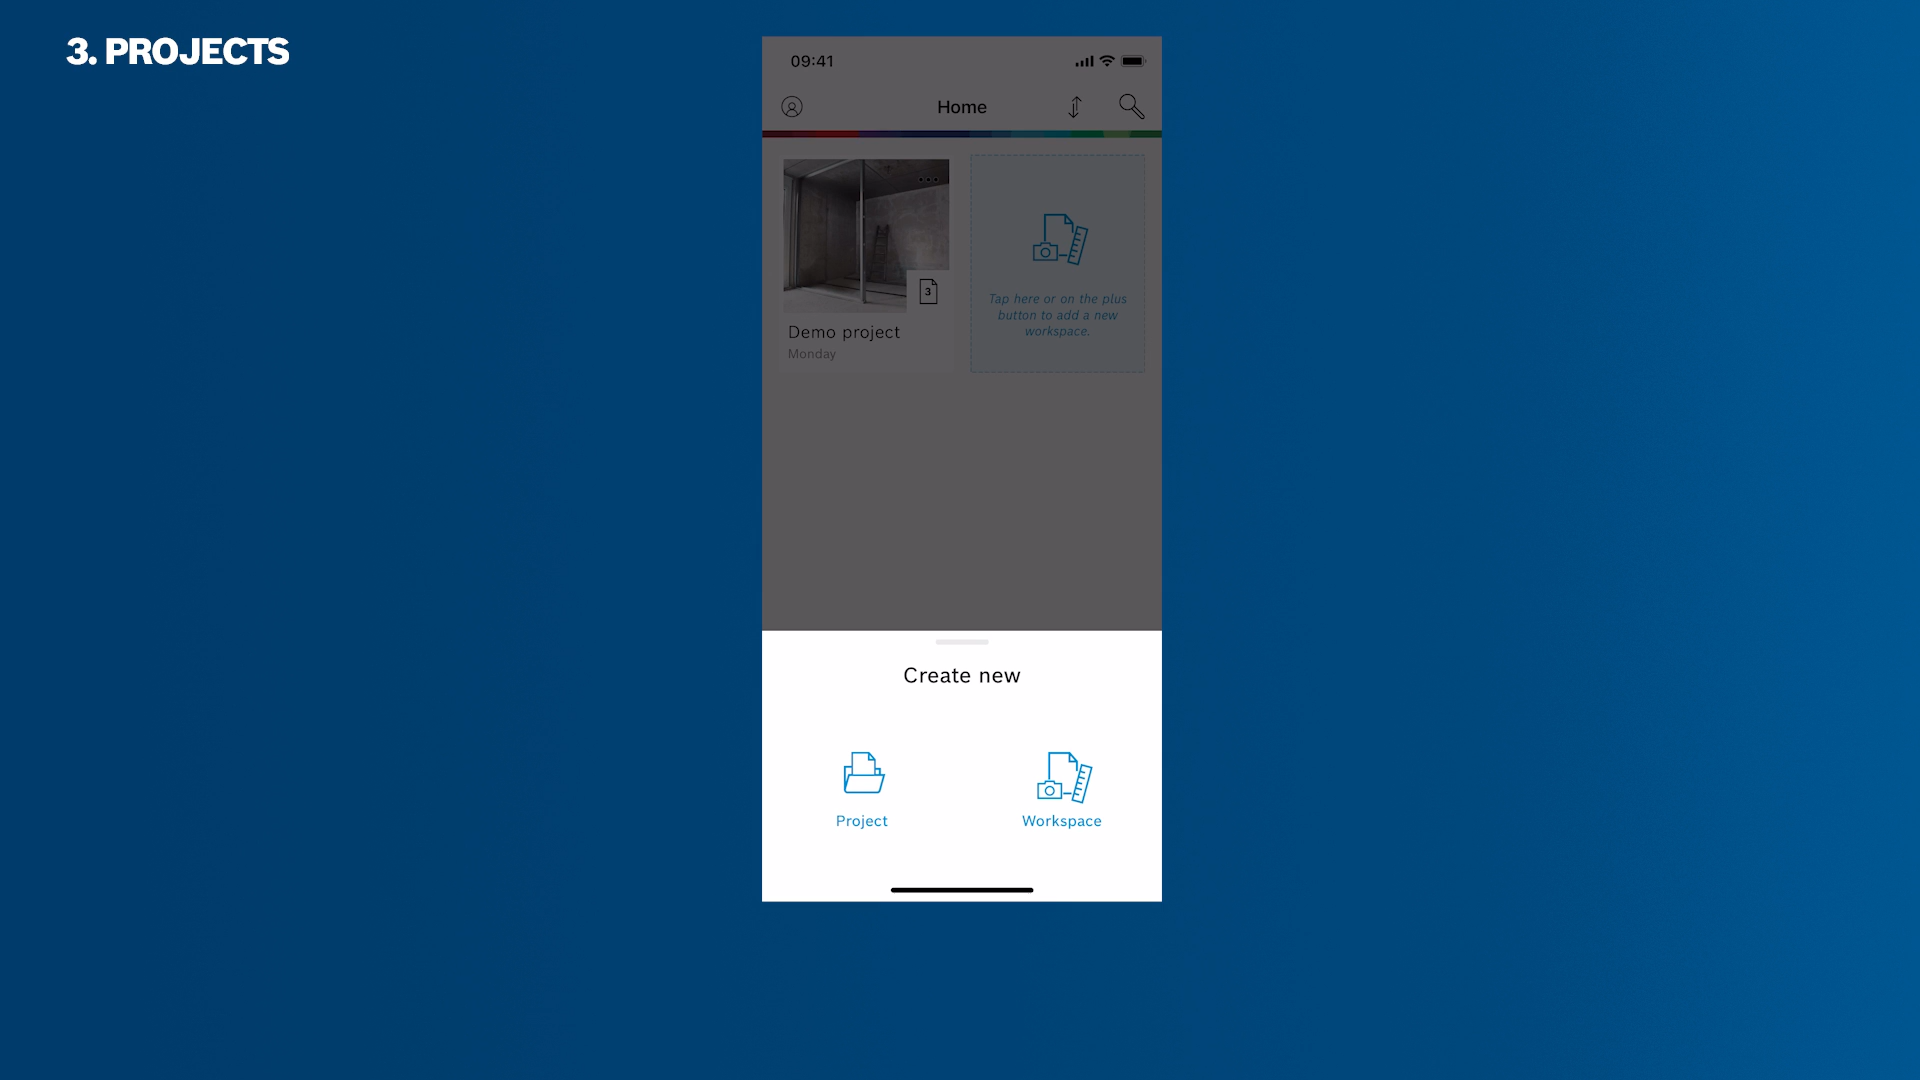 3. PROJECTS
09:41
Home
3
Demo project
Monday
Tap here or on the plus
button to add a new
workspace.
Create new
Project
Workspace